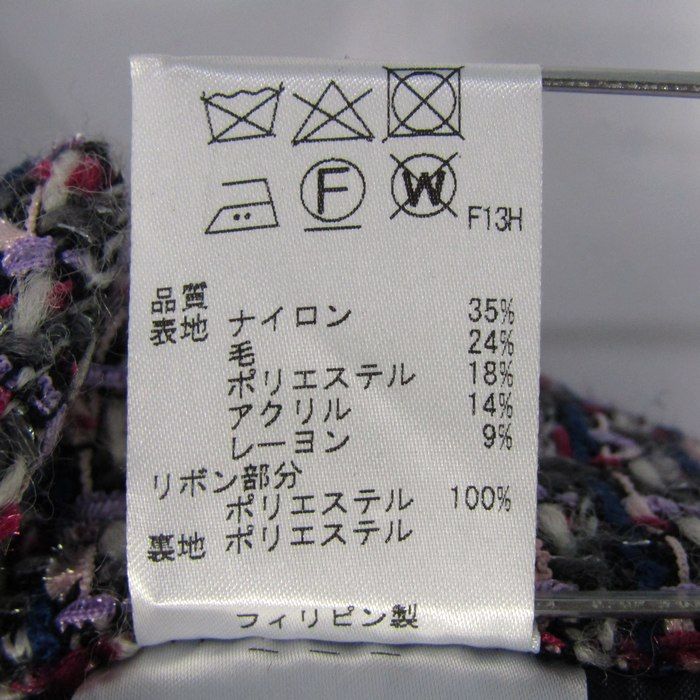 F W F13H
品質
表地 ナイロン 35%
毛 24%
ポリエステル 18%
アクリル 14%
レーヨン 9%
リボン部分
ポリエステル 100%
裏地 ポリエステル
フィリピン製